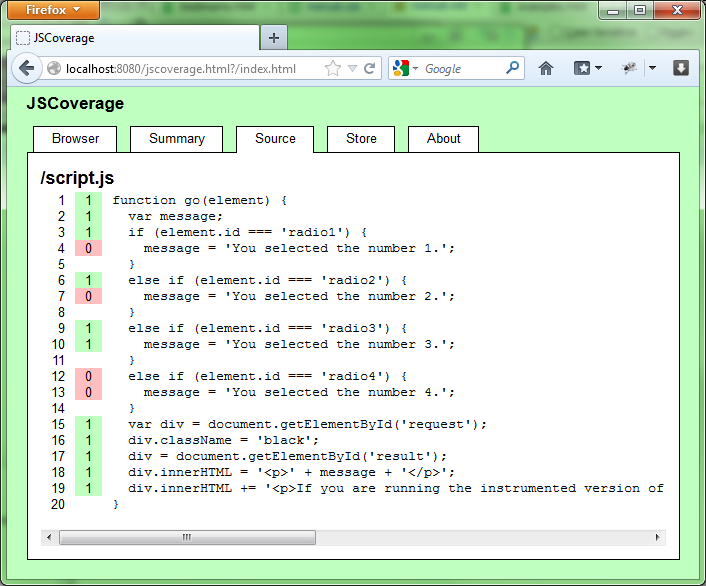 Firefox
JSCoverage
localhost:8080/jscoverage.html?/index.html
Google
JSCoverage
Browser Summary Source Store About
/script.js
1 1 function go(element) {
2 1 var message;
3 1 if (element.id === 'radio1') {
4 0 message = 'You selected the number 1.';
5 }
6 1 else if (element.id === 'radio2') {
7 0 message = 'You selected the number 2.';
8 }
9 1 else if (element.id === 'radio3') {
10 1 message = 'You selected the number 3.';
11 }
12 0 else if (element.id === 'radio4') {
13 0 message = 'You selected the number 4.';
14 }
15 1 var div = document.getElementById('request');
16 1 div.className = 'black';
17 1 div = document.getElementById('result');
18 1 div.innerHTML = '<p>' + message + '</p>';
19 1 div.innerHTML += '<p>If you are running the instrumented version of
20 }